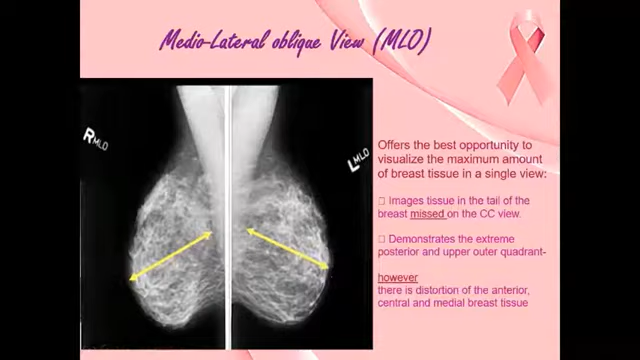 Medio-Lateral oblique View (MLO)
RMLO
LMLO
Offers the best opportunity to
visualize the maximum amount
of breast tissue in a single view:
Images tissue in the tail of the
breast missed on the CC view.
Demonstrates the extreme
posterior and upper outer quadrant-
however
there is distortion of the anterior,
central and medial breast tissue